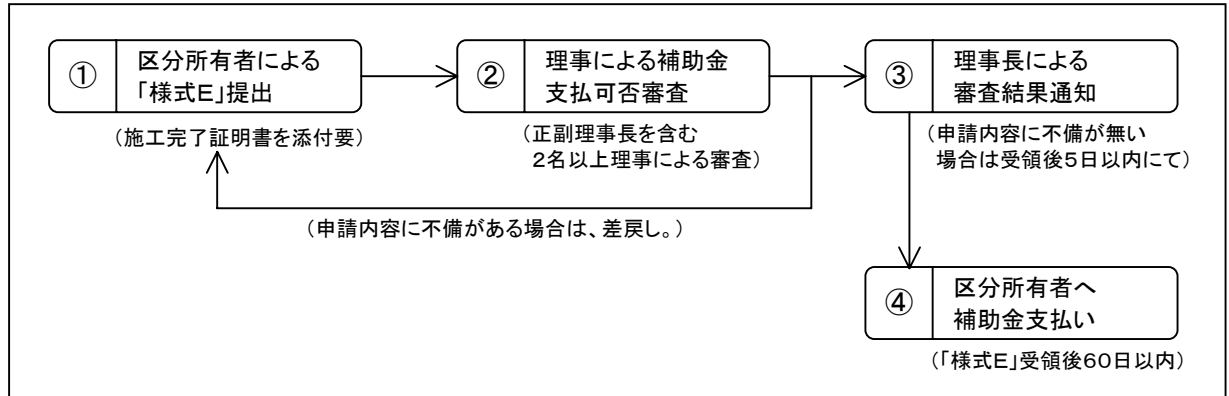 ①
区分所有者による
「様式E」提出
(施工完了証明書を添付要)
②
理事による補助金
支払可否審査
(正副理事長を含む
2名以上理事による審査)
③
理事長による
審査結果通知
(申請内容に不備が無い
場合は受領後5日以内にて)
(申請内容に不備がある場合は、差戻し。)
④
区分所有者へ
補助金支払い
(「様式E」受領後60日以内)